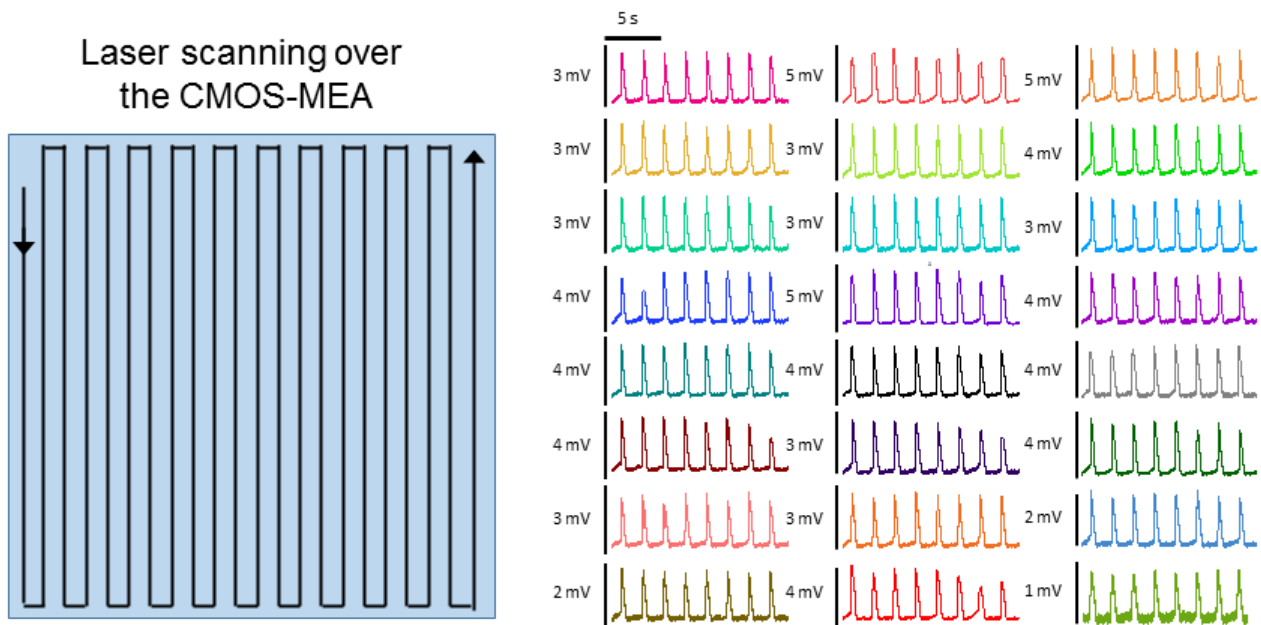 Laser scanning over
the CMOS-MEA
5 s
3 mV 5 mV 5 mV
3 mV 3 mV 4 mV
3 mV 3 mV 3 mV
4 mV 5 mV 4 mV
4 mV 4 mV 4 mV
4 mV 3 mV 4 mV
3 mV 3 mV 2 mV
2 mV 4 mV 1 mV